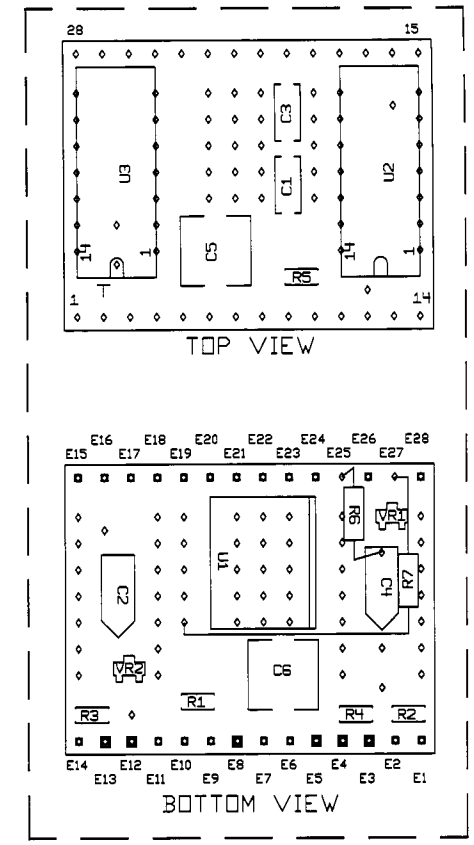 28 15
C3
U3 C1 U2
C5
14 1 14 1
R5
T
1 14
TOP VIEW
E16 E18 E20 E22 E24 E26 E28
E15 E17 E19 E21 E23 E25 E27
R6 VR1
U1
C2 C4 R7
VR2 C6
R1
R3 R4 R2
E14 E12 E10 E8 E6 E4 E2
E13 E11 E9 E7 E5 E3 E1
BOTTOM VIEW